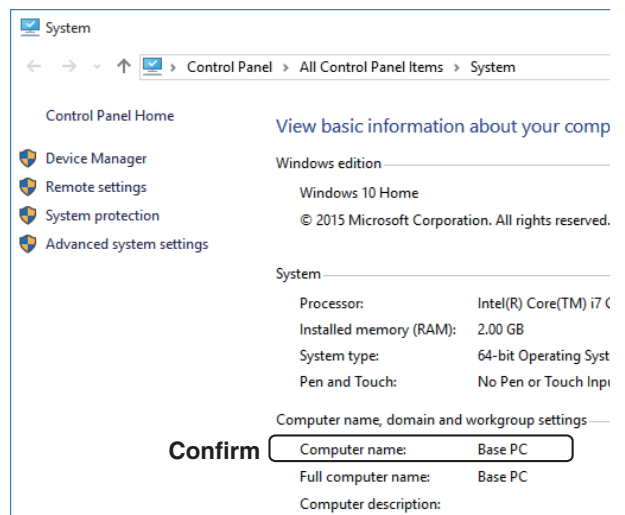 System
Control Panel > All Control Panel Items > System
Control Panel Home
Device Manager
Remote settings
System protection
Advanced system settings
View basic information about your comp
Windows edition
Windows 10 Home
© 2015 Microsoft Corporation. All rights reserved.
System
Processor: Intel(R) Core(TM) i7
Installed memory (RAM): 2.00 GB
System type: 64-bit Operating Syst
Pen and Touch: No Pen or Touch Inpu
Computer name, domain and workgroup settings
Confirm Computer name: Base PC
Full computer name: Base PC
Computer description: